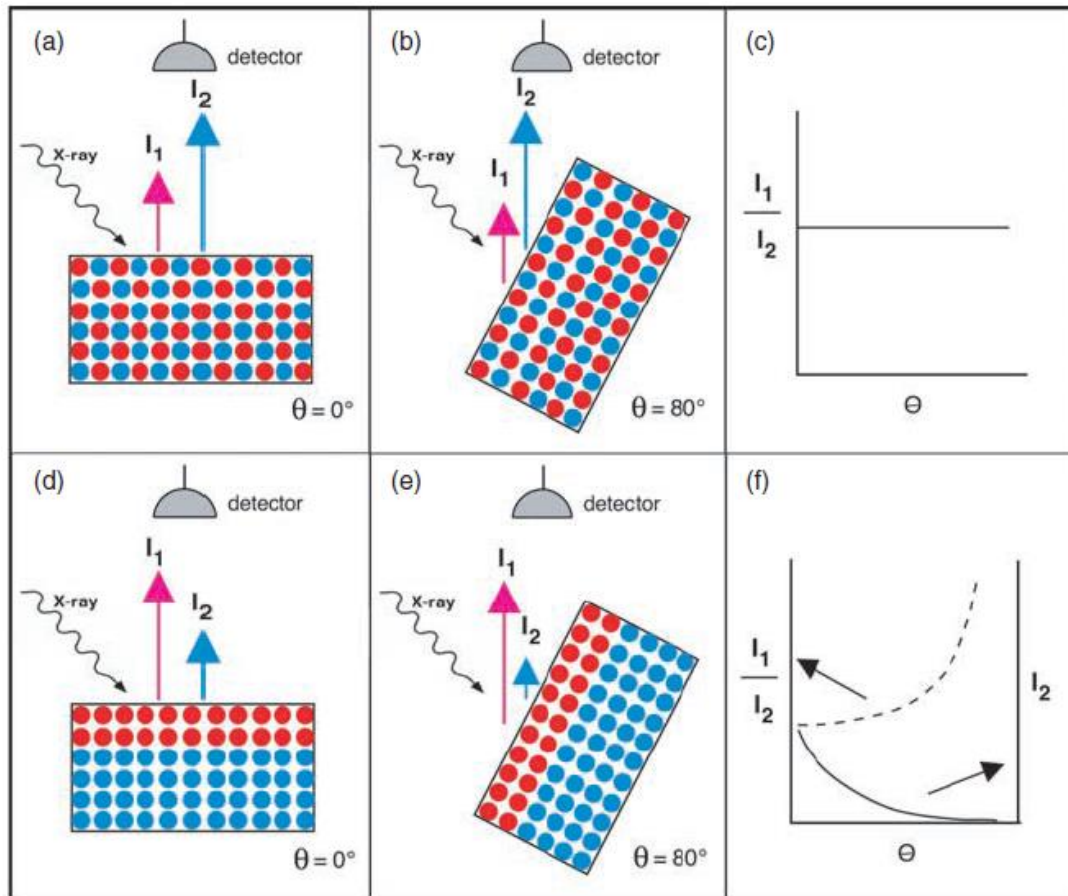 (a)
detector
I2
X-ray
I1
θ = 0°
(b)
detector
I2
X-ray
I1
θ = 80°
(c)
I1
I2
Θ
(d)
detector
I1
X-ray
I2
θ = 0°
(e)
detector
I1
X-ray
I2
θ = 80°
(f)
I1
I2
I2
Θ